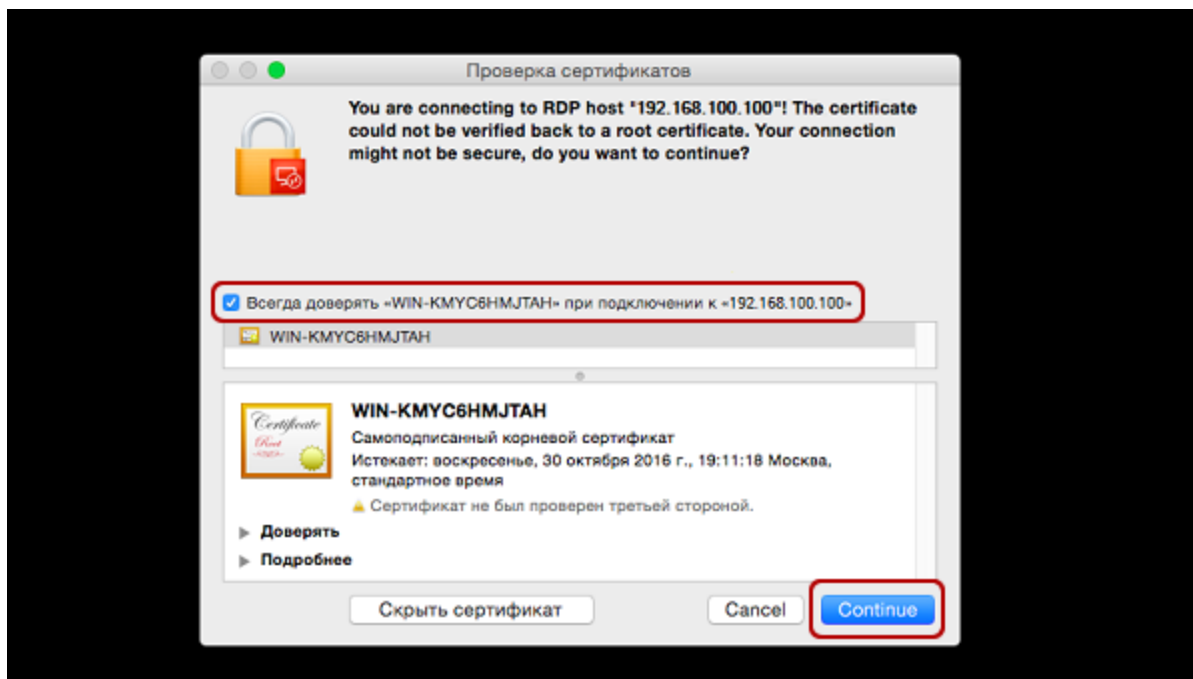 Проверка сертификатов
You are connecting to RDP host "192.168.100.100"! The certificate
could not be verified back to a root certificate. Your connection
might not be secure, do you want to continue?
Всегда доверять «WIN-KMYC6HMJTAH» при подключении к «192.168.100.100»
WIN-KMYC6HMJTAH
Certificate
Root
WIN-KMYC6HMJTAH
Самоподписанный корневой сертификат
Истекает: воскресенье, 30 октября 2016 г., 19:11:18 Москва,
стандартное время
Сертификат не был проверен третьей стороной.
Доверять
Подробнее
Скрыть сертификат
Cancel
Continue